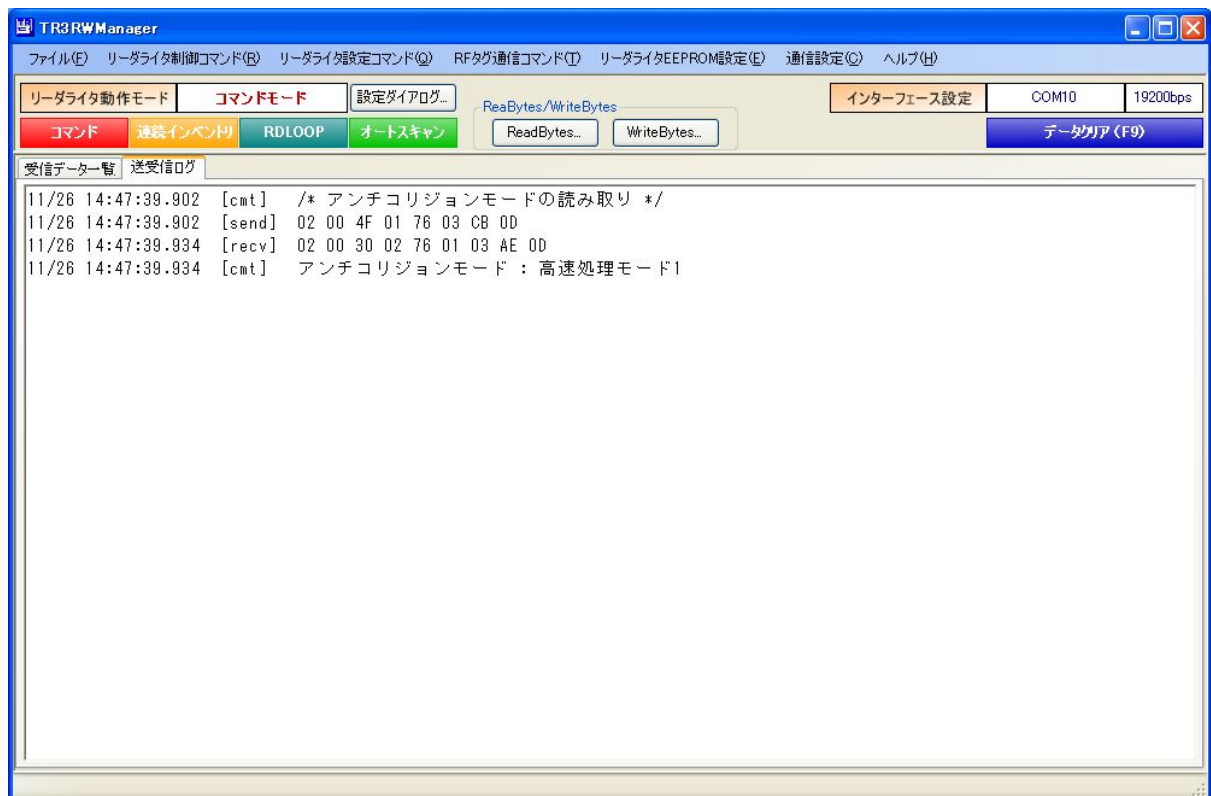 TR3RWManager
ファイル(F) リーダライタ制御コマンド(R) リーダライタ設定コマンド(Q) RFタグ通信コマンド(T) リーダライタEEPROM設定(E) 通信設定(C) ヘルプ(H)
リーダライタ動作モード コマンドモード 設定ダイアログ... ReaBytes/WriteBytes インターフェース設定 COM10 19200bps
コマンド 連続インベントリ RDLOOP オートスキャン ReadBytes... WriteBytes... データクリア(F9)
受信データ一覧 送受信ログ
11/26 14:47:39.902 [cmt] /* アンチコリジョンモードの読み取り */
11/26 14:47:39.902 [send] 02 00 4F 01 76 03 CB 0D
11/26 14:47:39.934 [recv] 02 00 30 02 76 01 03 AE 0D
11/26 14:47:39.934 [cmt] アンチコリジョンモード : 高速処理モード1